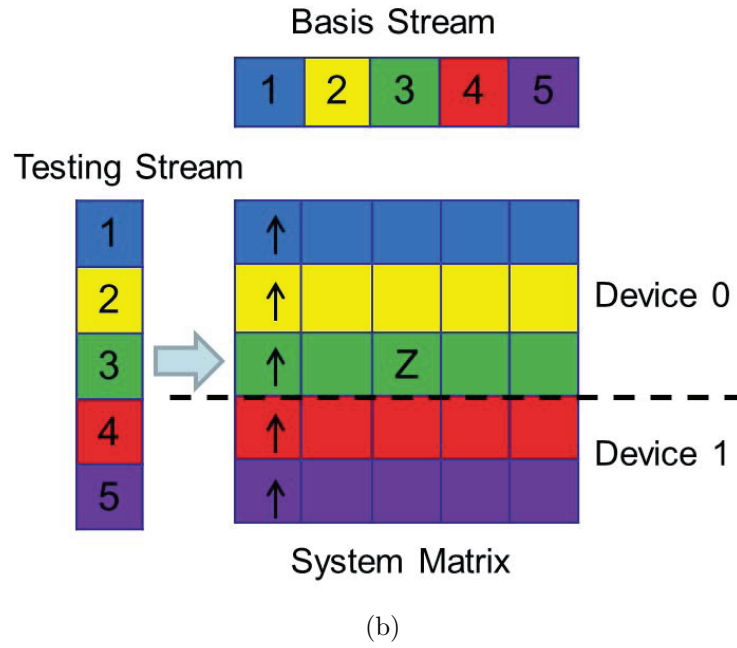 Basis Stream
1 2 3 4 5
Testing Stream
1
2
Device 0
3
Z
4
Device 1
5
System Matrix
(b)